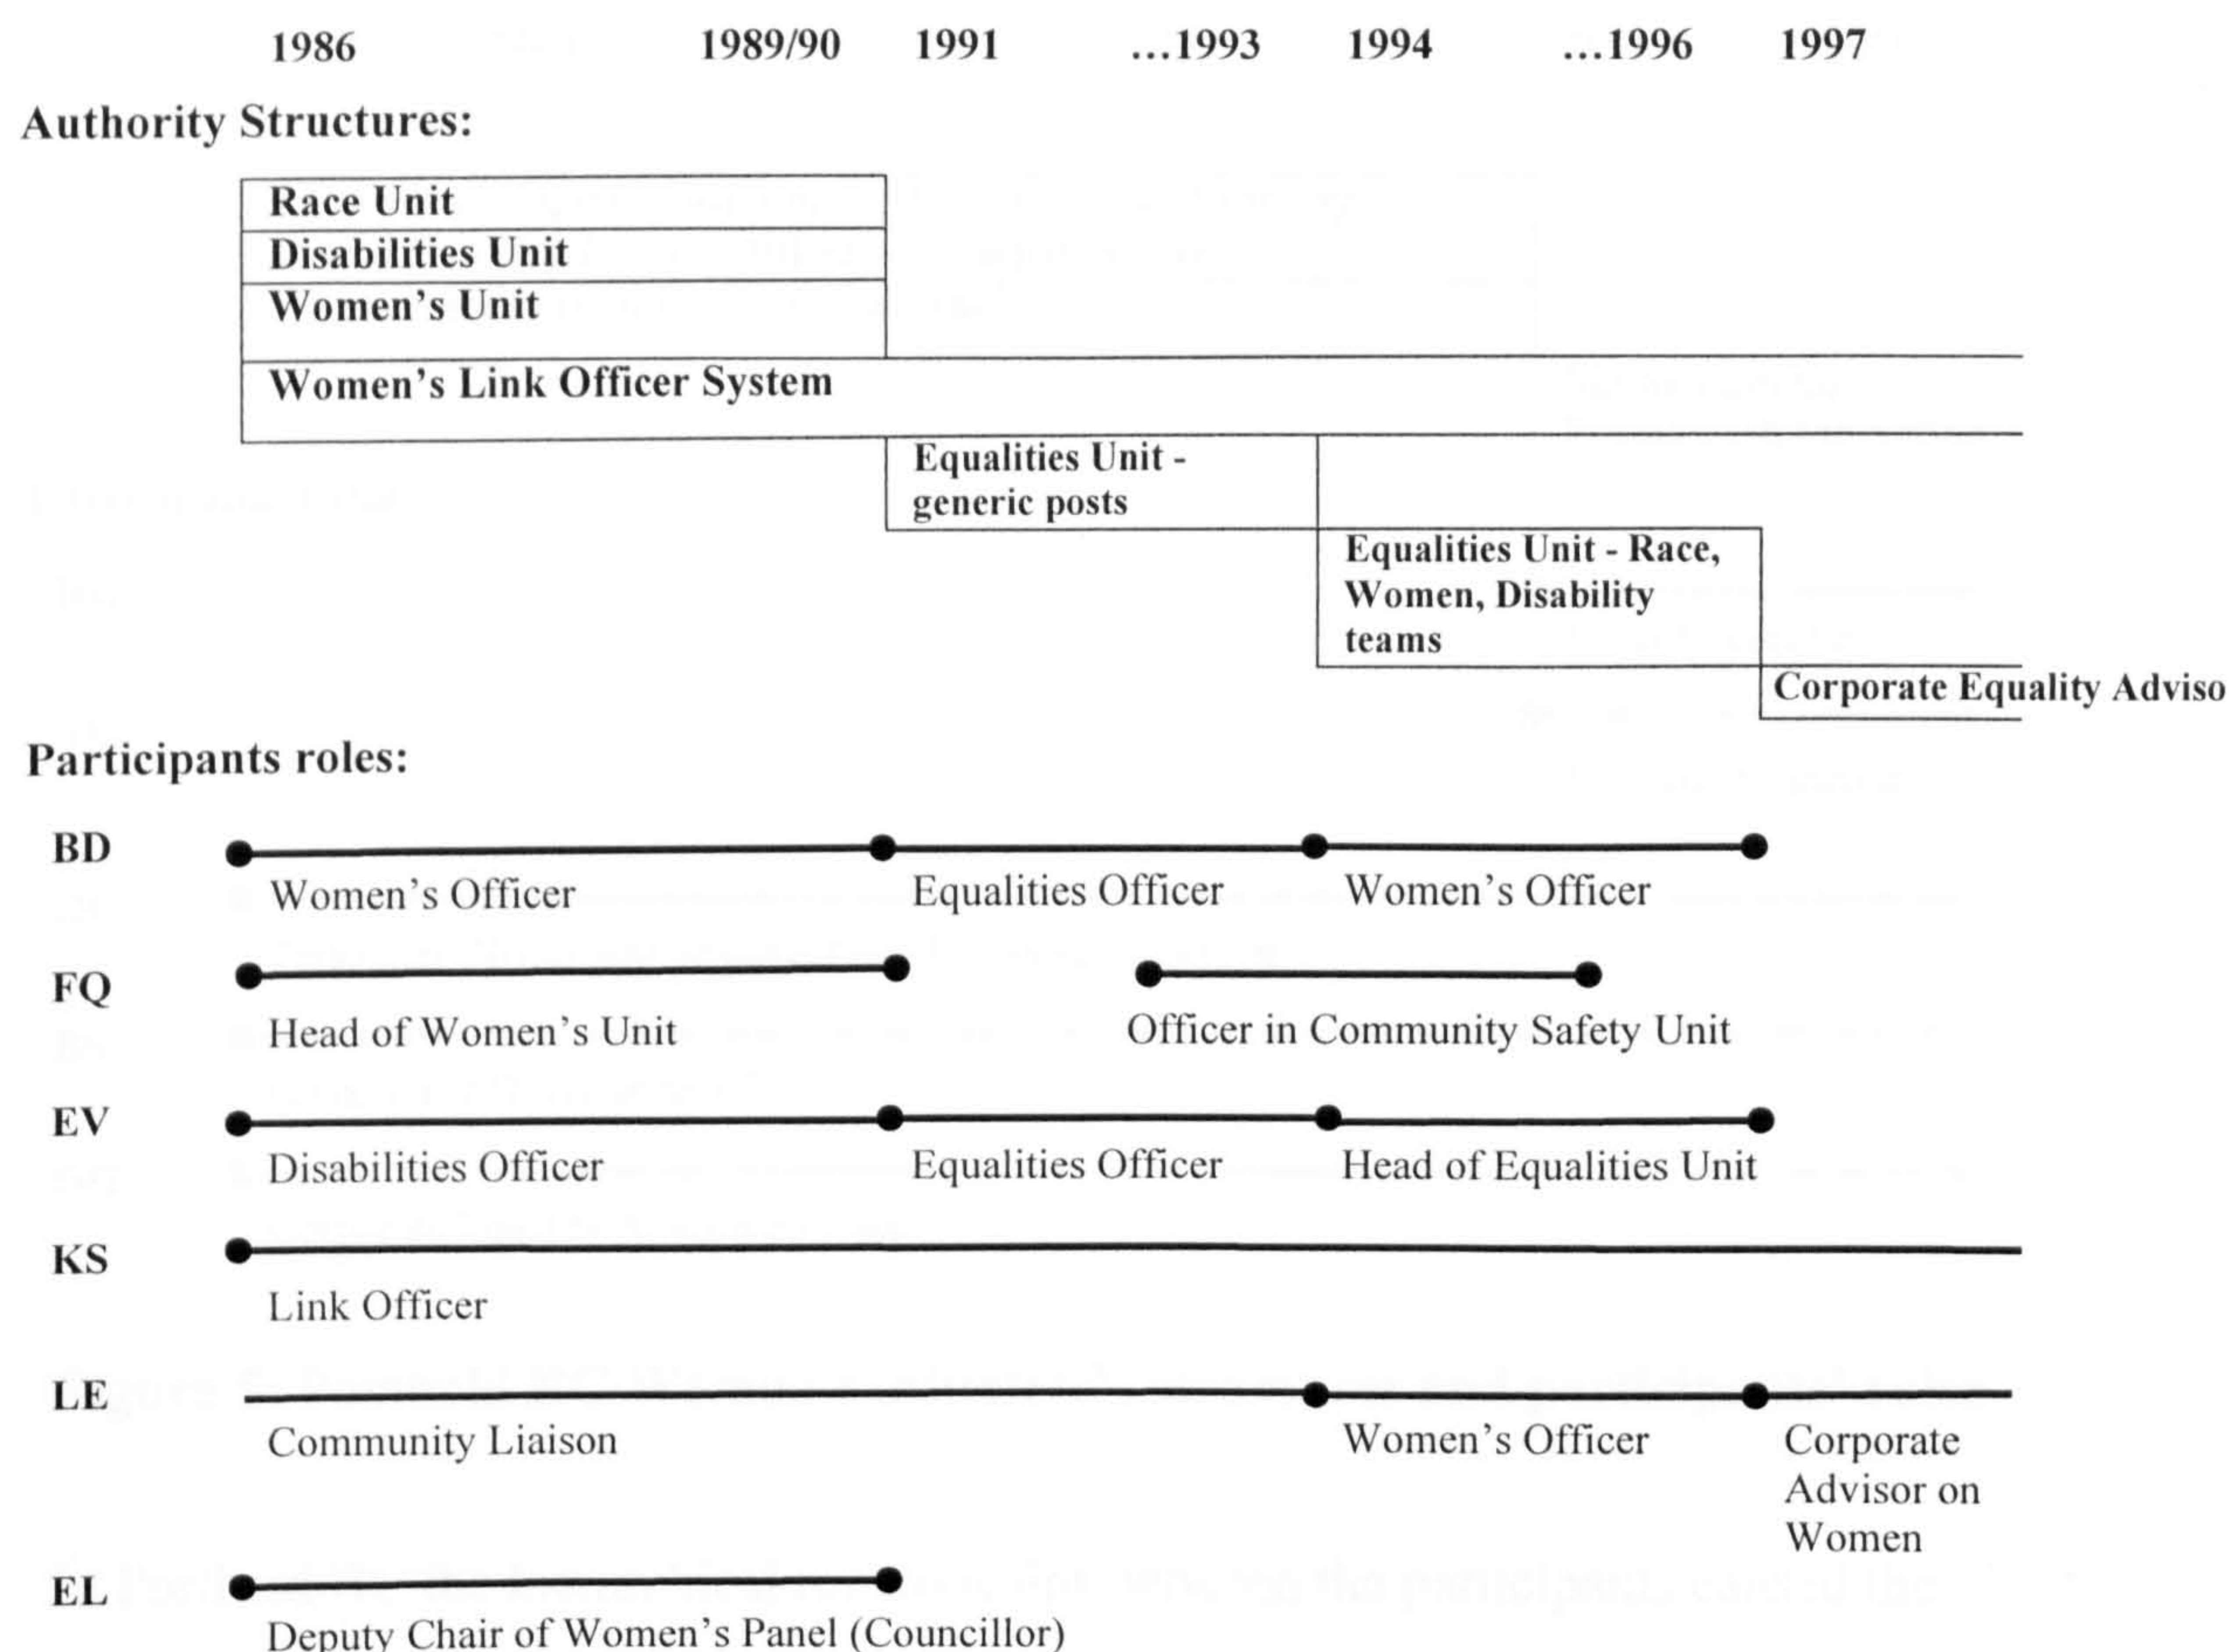 1986 1989/90 1991 ...1993 1994 ...1996 1997
Authority Structures:
Race Unit
Disabilities Unit
Women's Unit
Women's Link Officer System
Equalities Unit -
generic posts
Equalities Unit - Race,
Women, Disability
teams
Corporate Equality Adviso
Participants roles:
BD
Women's Officer Equalities Officer Women's Officer
FQ
Head of Women's Unit Officer in Community Safety Unit
EV
Disabilities Officer Equalities Officer Head of Equalities Unit
KS
Link Officer
LE
Community Liaison Women's Officer Corporate
Advisor on
Women
EL
Deputy Chair of Women's Panel (Councillor)